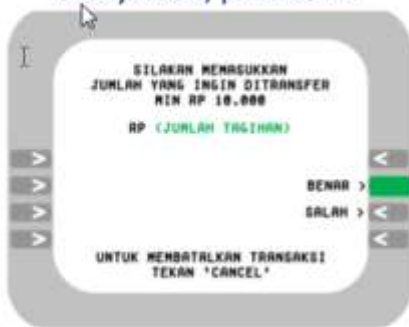 SILAKAN MEMASUKKAN
JUMLAH YANG INGIN DITRANSFER
MIN RP 10.000
RP (JUMLAH TAGIHAN)
BENAR >
SALAH >
UNTUK MEMBATALKAN TRANSAKSI
TEKAN 'CANCEL'